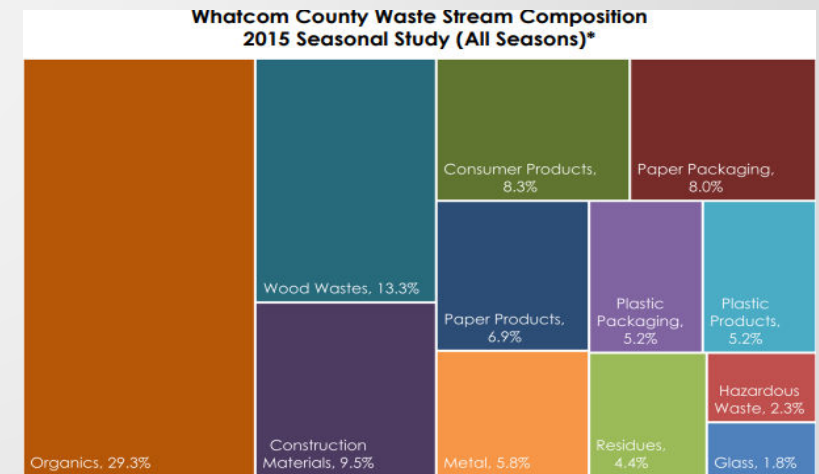 Whatcom County Waste Stream Composition
2015 Seasonal Study (All Seasons)*
Consumer Products,
8.3%
Paper Packaging,
8.0%
Wood Wastes, 13.3%
Paper Products,
6.9%
Plastic
Packaging,
5.2%
Plastic
Products,
5.2%
Hazardous
Waste, 2.3%
Organics, 29.3%
Construction
Materials, 9.5%
Metal, 5.8%
Residues,
4.4%
Glass, 1.8%